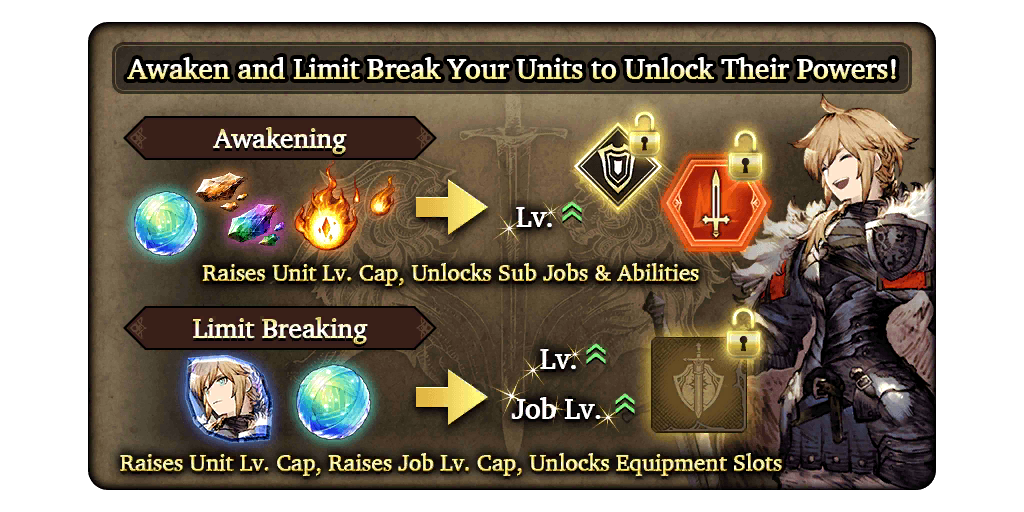 Awaken and Limit Break Your Units to Unlock Their Powers!
Awakening
Lv.
Raises Unit Lv. Cap, Unlocks Sub Jobs & Abilities
Limit Breaking
Lv.
Job Lv.
Raises Unit Lv. Cap, Raises Job Lv. Cap, Unlocks Equipment Slots